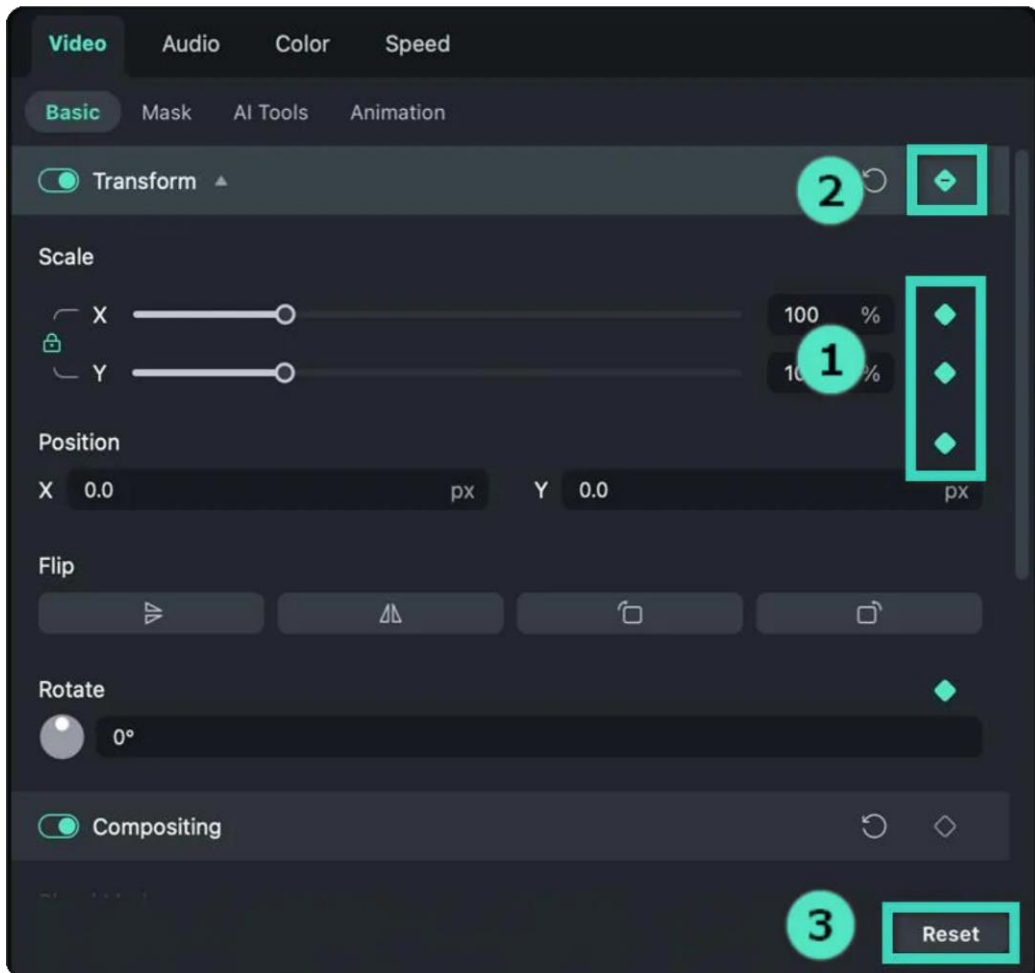 Video Audio Color Speed
Basic Mask AI Tools Animation
Transform 2
Scale
X 100 %
1
Y %
Position
X 0.0 px Y 0.0 px
Flip
Rotate
0°
Compositing
3 Reset